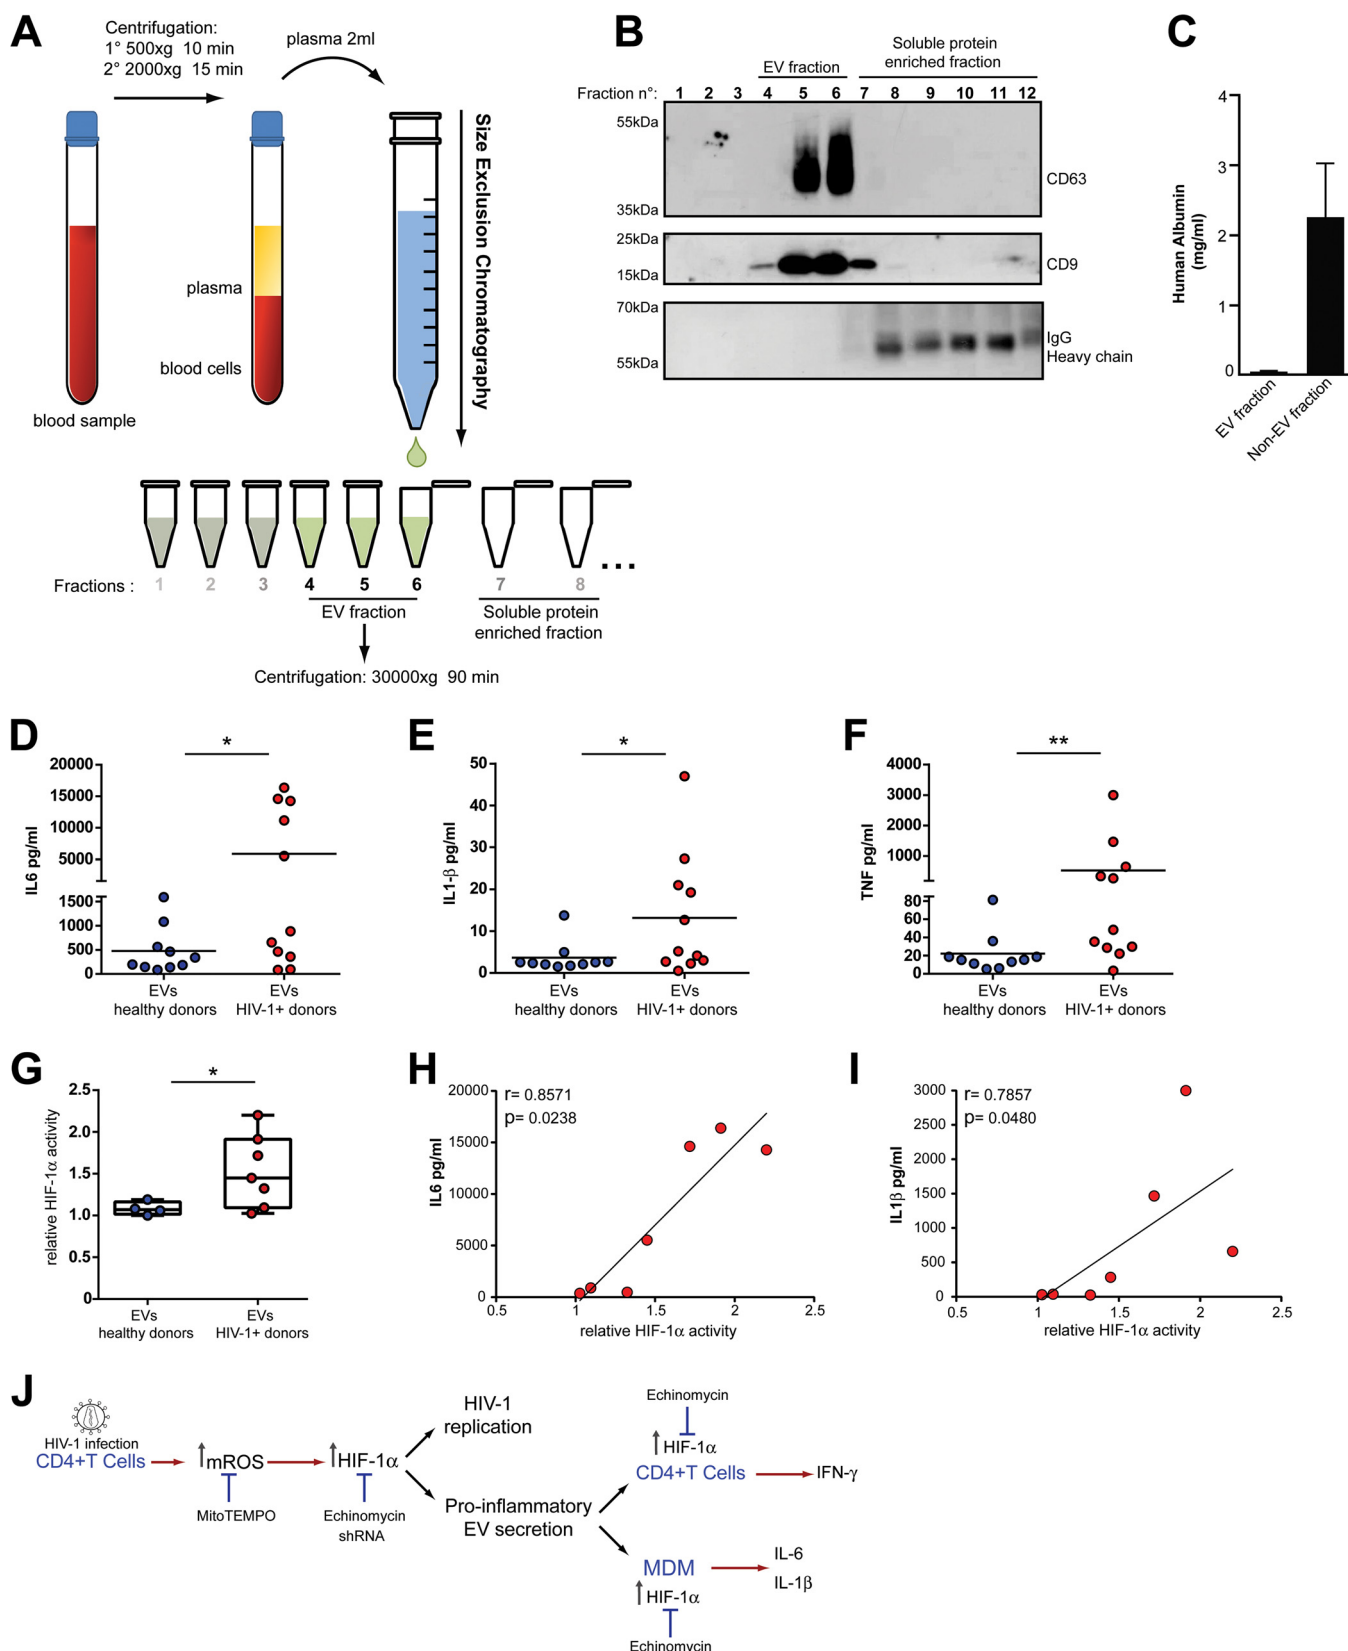 A
Centrifugation:
1° 500xg 10 min
2° 2000xg 15 min
plasma 2ml
Size Exclusion Chromatography
plasma
blood cells
blood sample
Fractions :
1 2 3 4 5 6 7 8 ...
EV fraction
Soluble protein
enriched fraction
Centrifugation: 30000xg 90 min
B
EV fraction
Soluble protein
enriched fraction
Fraction n°: 1 2 3 4 5 6 7 8 9 10 11 12
55kDa
CD63
35kDa
25kDa
CD9
15kDa
70kDa
IgG
Heavy chain
55kDa
C
Human Albumin
(mg/ml)
4
3
2
1
0
EV fraction
Non-EV fraction
D
*
IL6 pg/ml
20000
15000
10000
5000
1500
1000
500
0
EVs
healthy donors
EVs
HIV-1+ donors
E
*
IL1-β pg/ml
50
40
30
20
10
0
EVs
healthy donors
EVs
HIV-1+ donors
F
**
TNF pg/ml
4000
3000
2000
1000
80
60
40
20
0
EVs
healthy donors
EVs
HIV-1+ donors
G
*
relative HIF-1α activity
2.5
2.0
1.5
1.0
0.5
0
EVs
healthy donors
EVs
HIV-1+ donors
H
r= 0.8571
p= 0.0238
IL6 pg/ml
20000
15000
10000
5000
0
0.5 1 1.5 2 2.5
relative HIF-1α activity
I
r= 0.7857
p= 0.0480
IL1β pg/ml
3000
2500
2000
1500
1000
500
0
0.5 1 1.5 2 2.5
relative HIF-1α activity
J
HIV-1 infection
CD4+T Cells
mROS
MitoTEMPO
HIF-1α
Echinomycin
shRNA
HIV-1
replication
Pro-inflammatory
EV secretion
Echinomycin
HIF-1α
CD4+T Cells
IFN-γ
MDM
IL-6
IL-1β
HIF-1α
Echinomycin